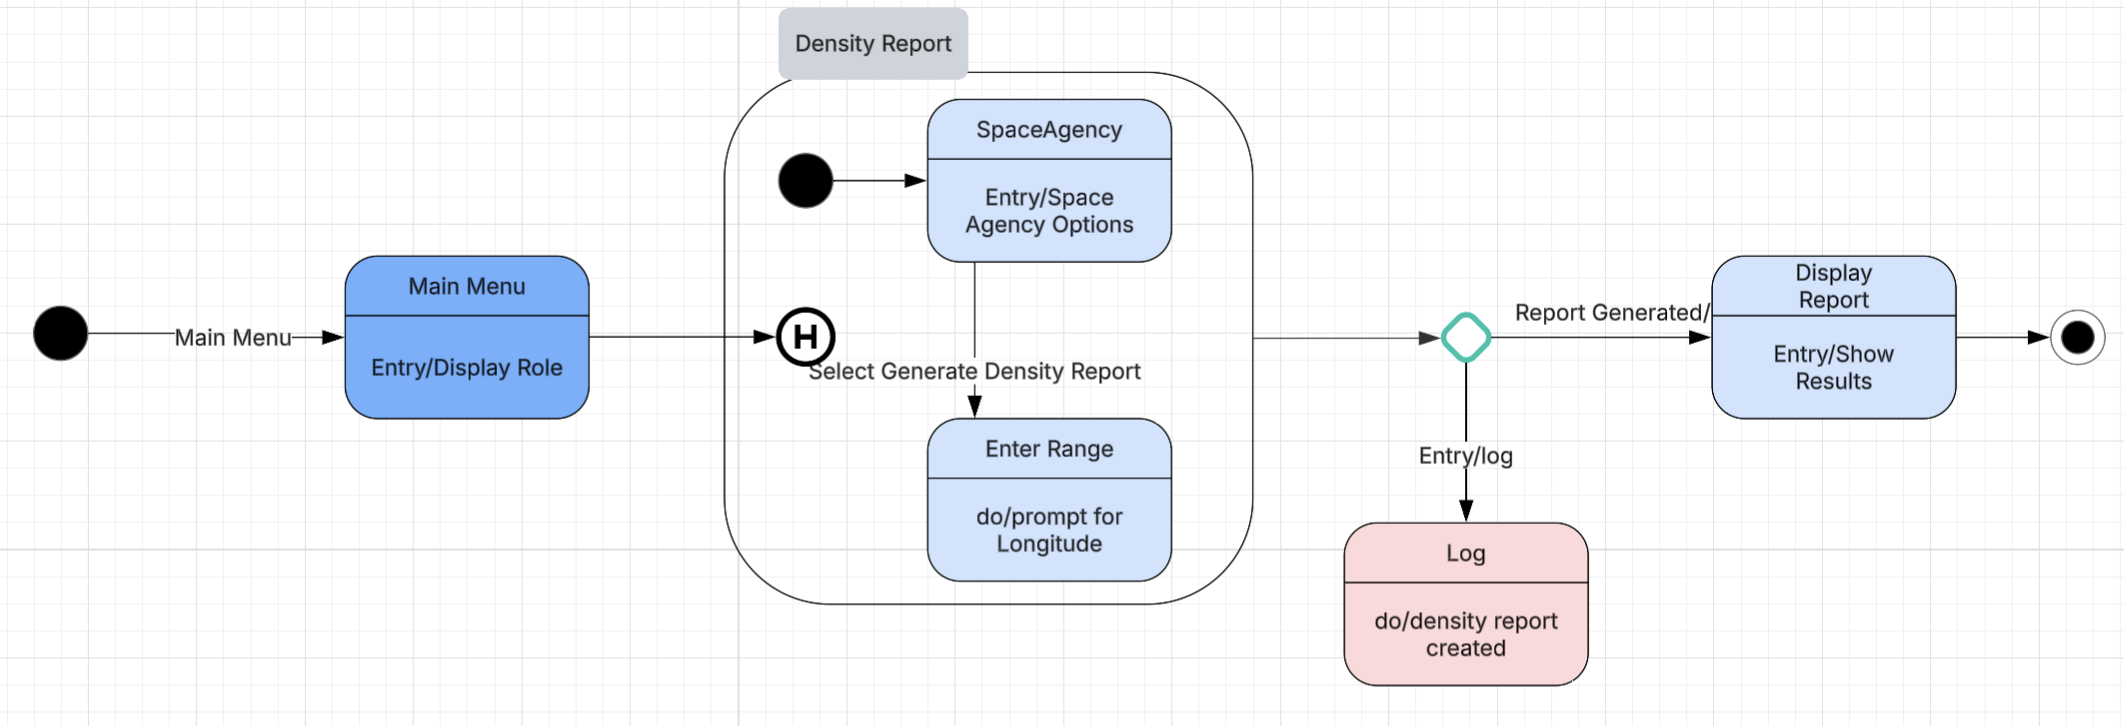 Density Report
SpaceAgency
Entry/Space
Agency Options
Main Menu
Main Menu
Entry/Display Role
H
Select Generate Density Report
Enter Range
do/prompt for
Longitude
Report Generated/
Display
Report
Entry/Show
Results
Entry/log
Log
do/density report
created